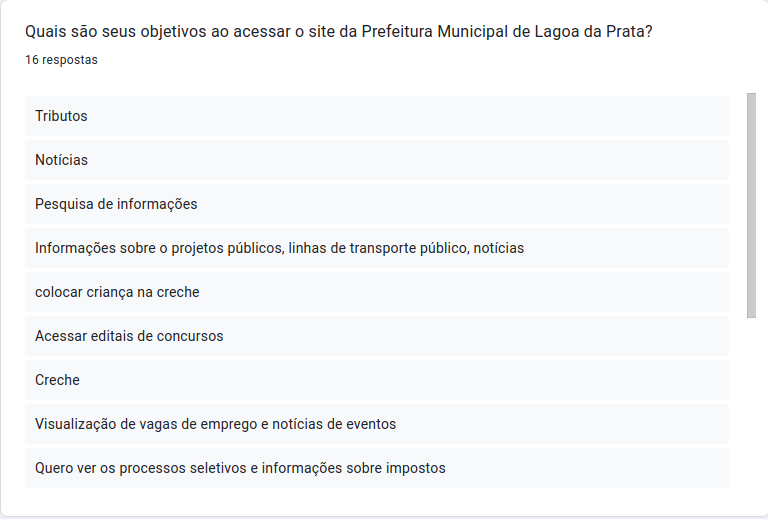 Quais são seus objetivos ao acessar o site da Prefeitura Municipal de Lagoa da Prata?
16 respostas
Tributos
Notícias
Pesquisa de informações
Informações sobre o projetos públicos, linhas de transporte público, notícias
colocar criança na creche
Acessar editais de concursos
Creche
Visualização de vagas de emprego e notícias de eventos
Quero ver os processos seletivos e informações sobre impostos